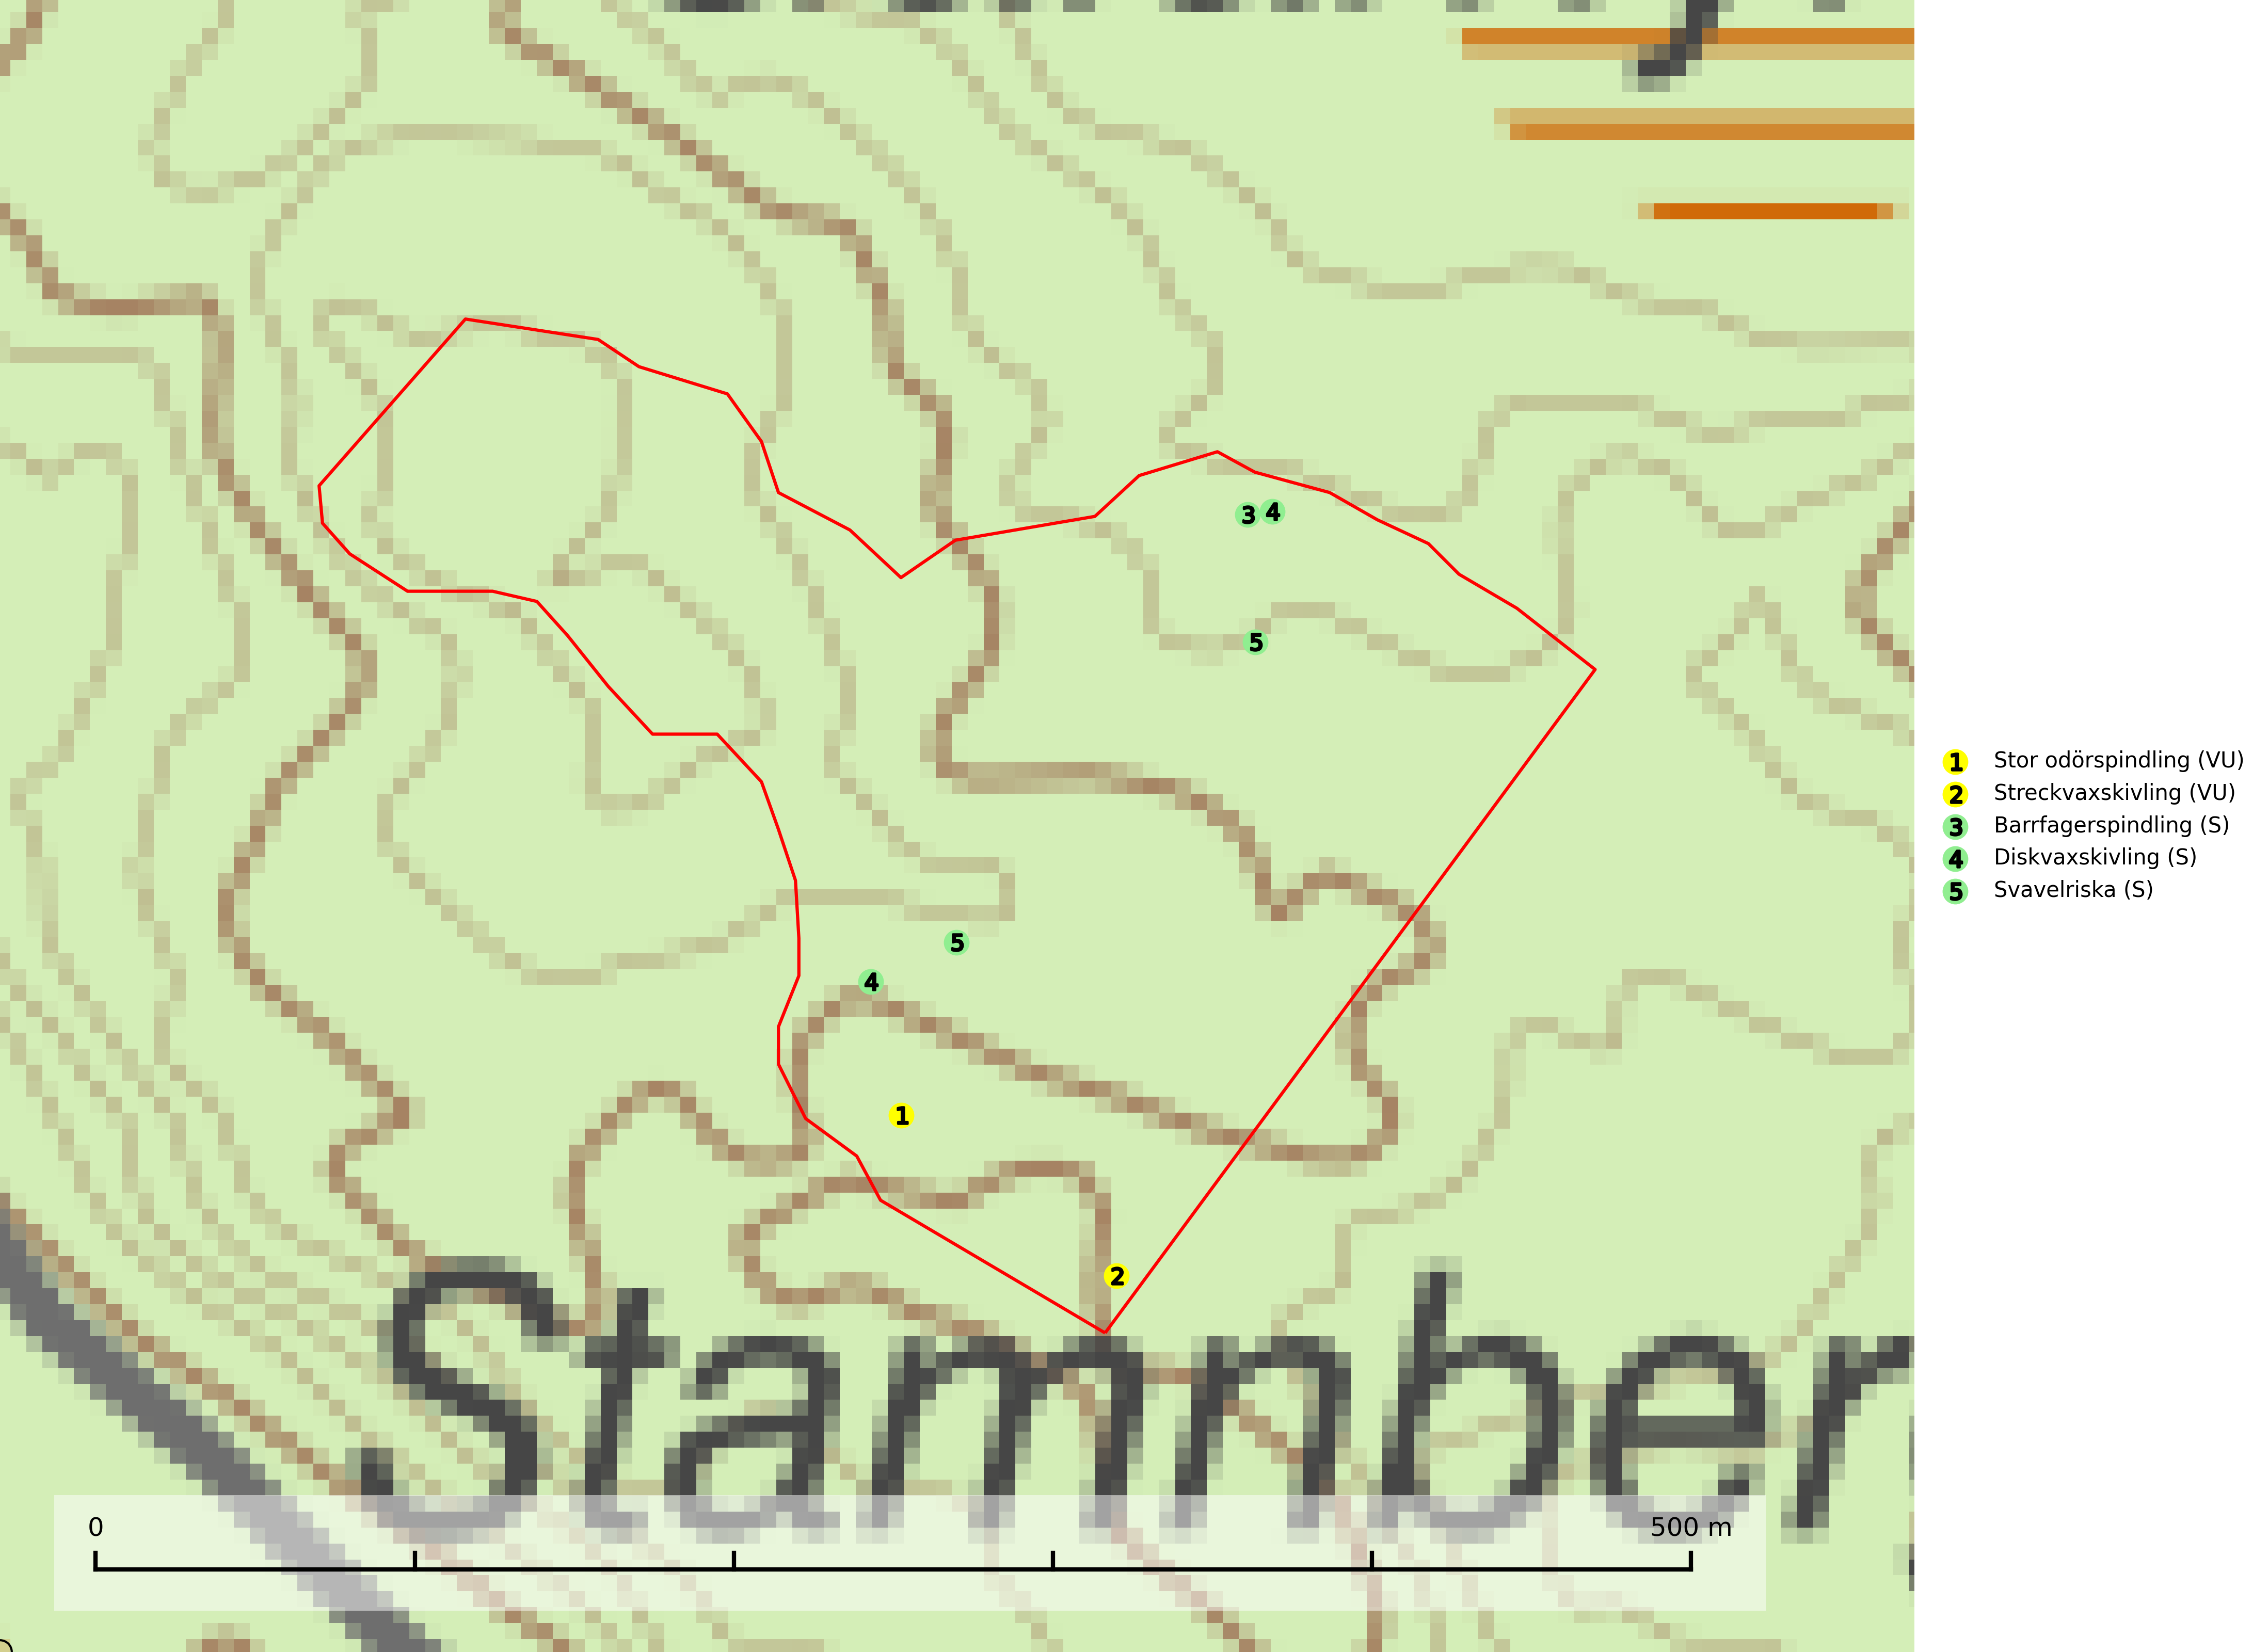 3 4
5
5
4
1
2
Stamnber
0 500 m
1 Stor odörspindling (VU)
2 Streckvaxskivling (VU)
3 Barrfagerspindling (S)
4 Diskvaxskivling (S)
5 Svavelriska (S)